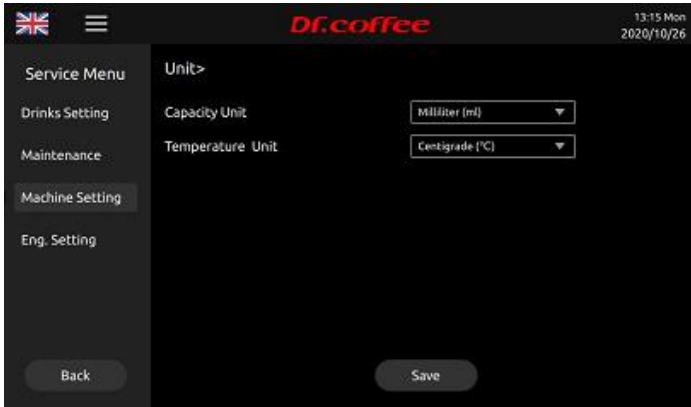 Dr.coffee
13:15 Mon
2020/10/26
Service Menu
Drinks Setting
Maintenance
Machine Setting
Eng. Setting
Back
Unit>
Capacity Unit
Milliliter (ml)
Temperature Unit
Centigrade (°C)
Save